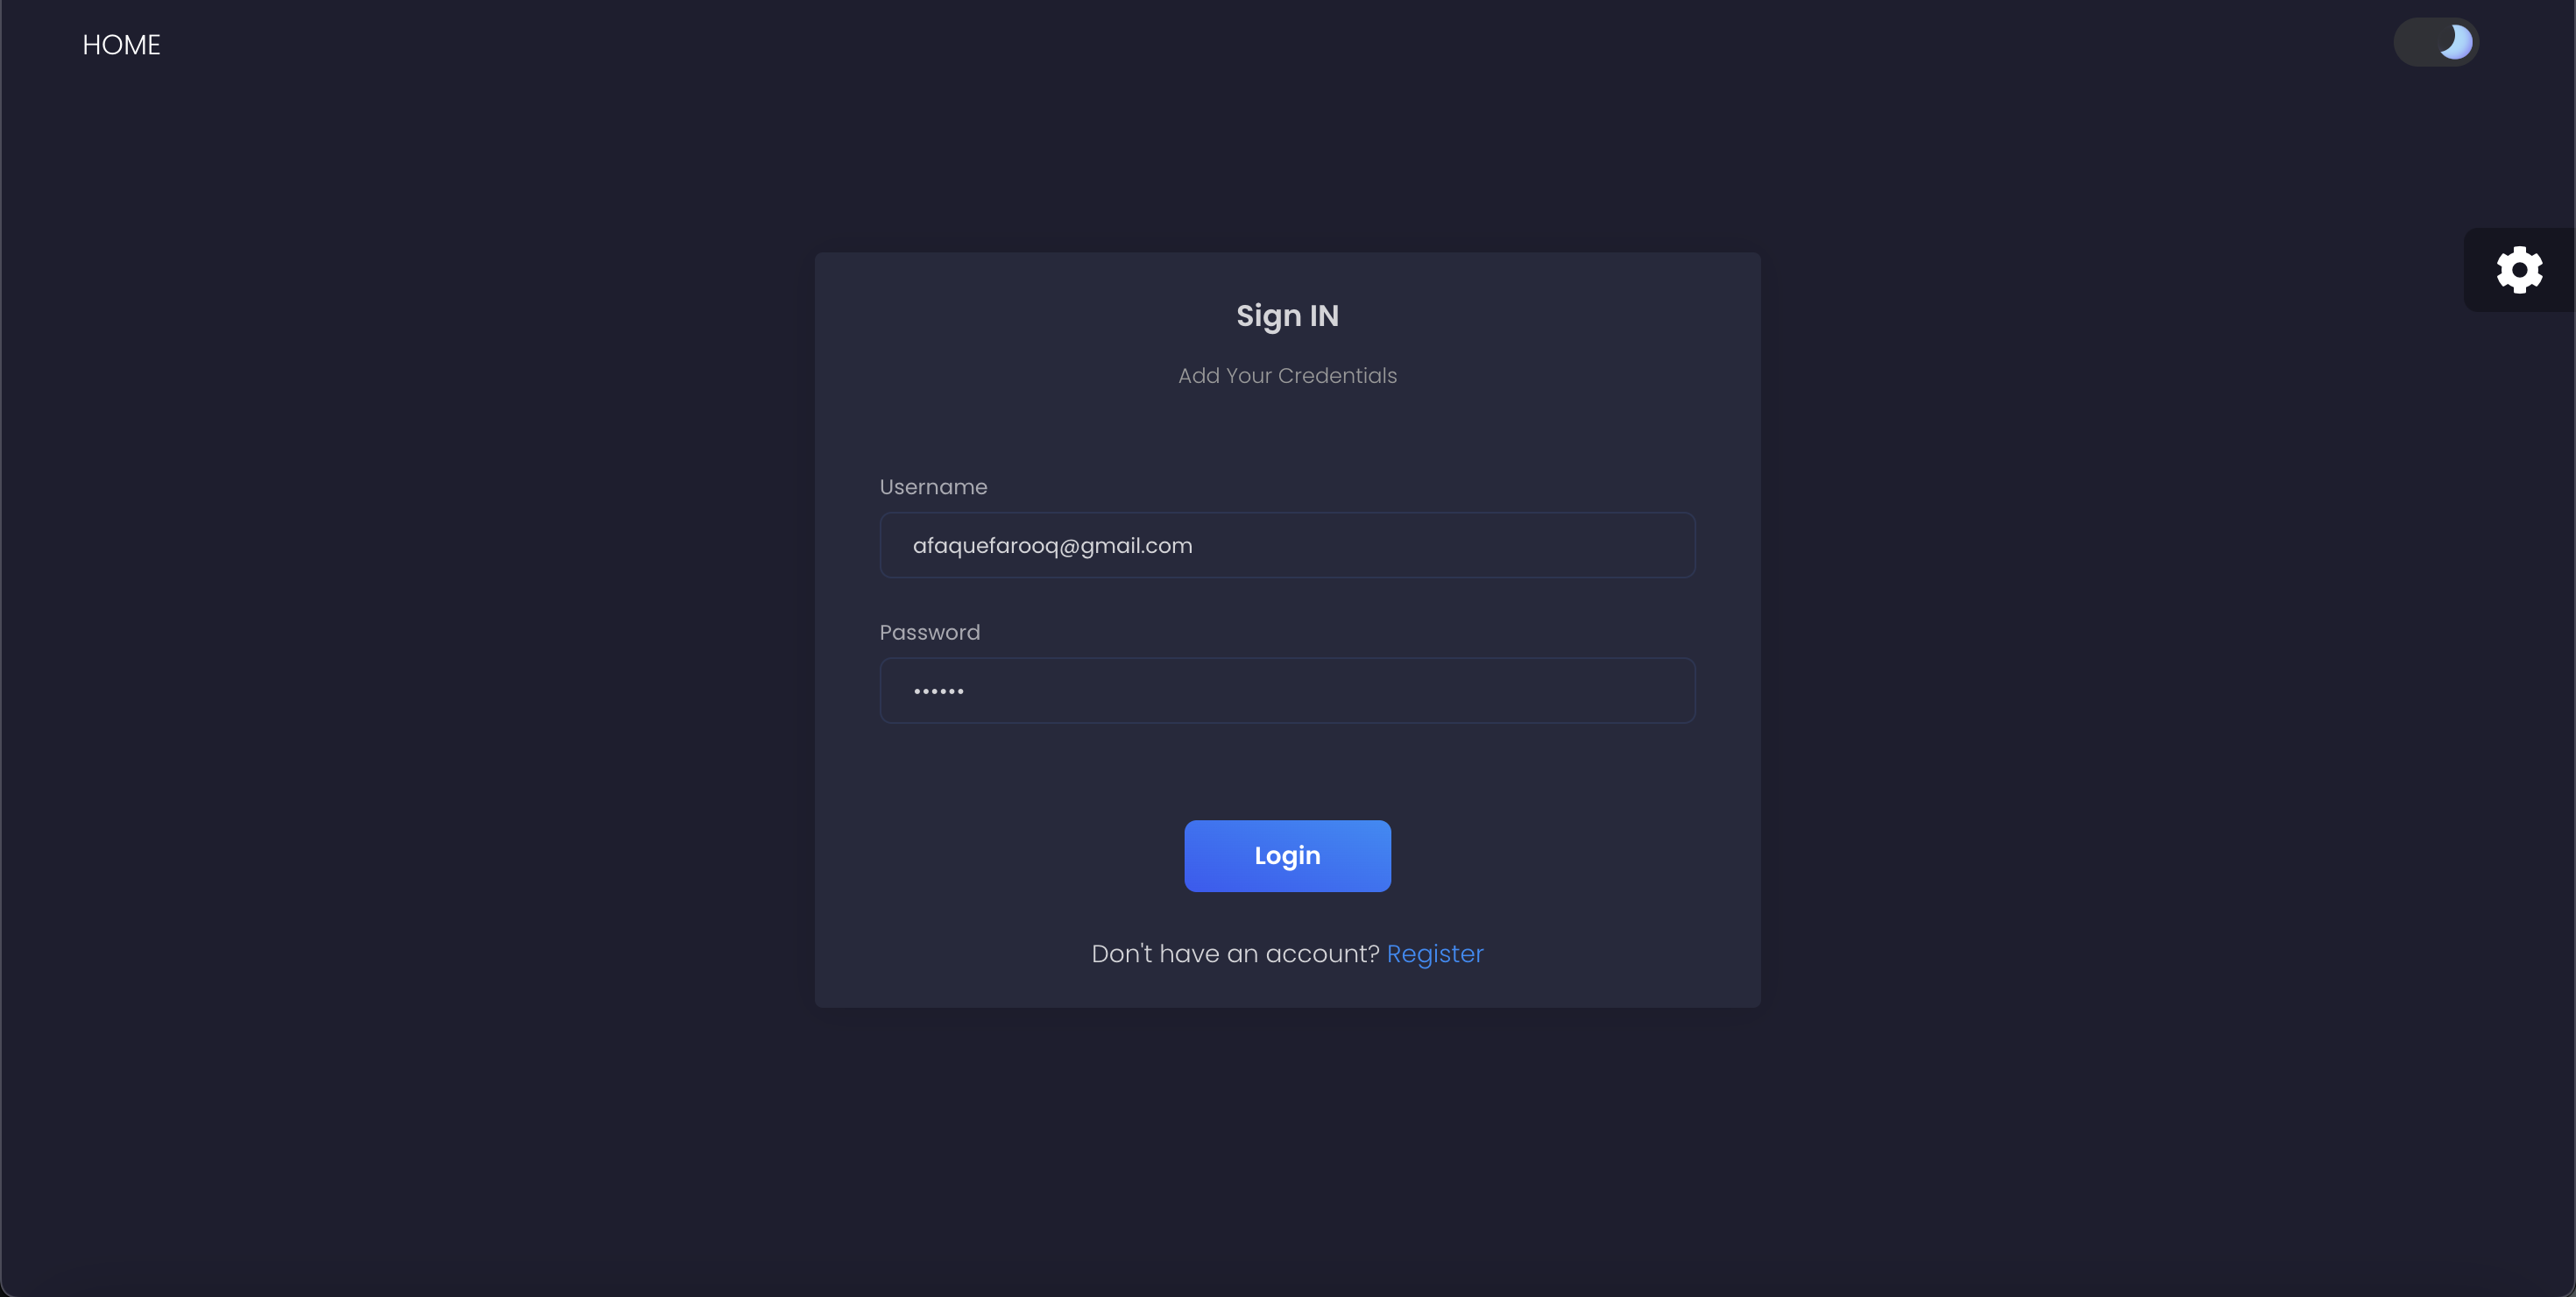 HOME
Sign IN
Add Your Credentials
Username
afaquefarooq@gmail.com
Password
••••••
Login
Don't have an account? Register